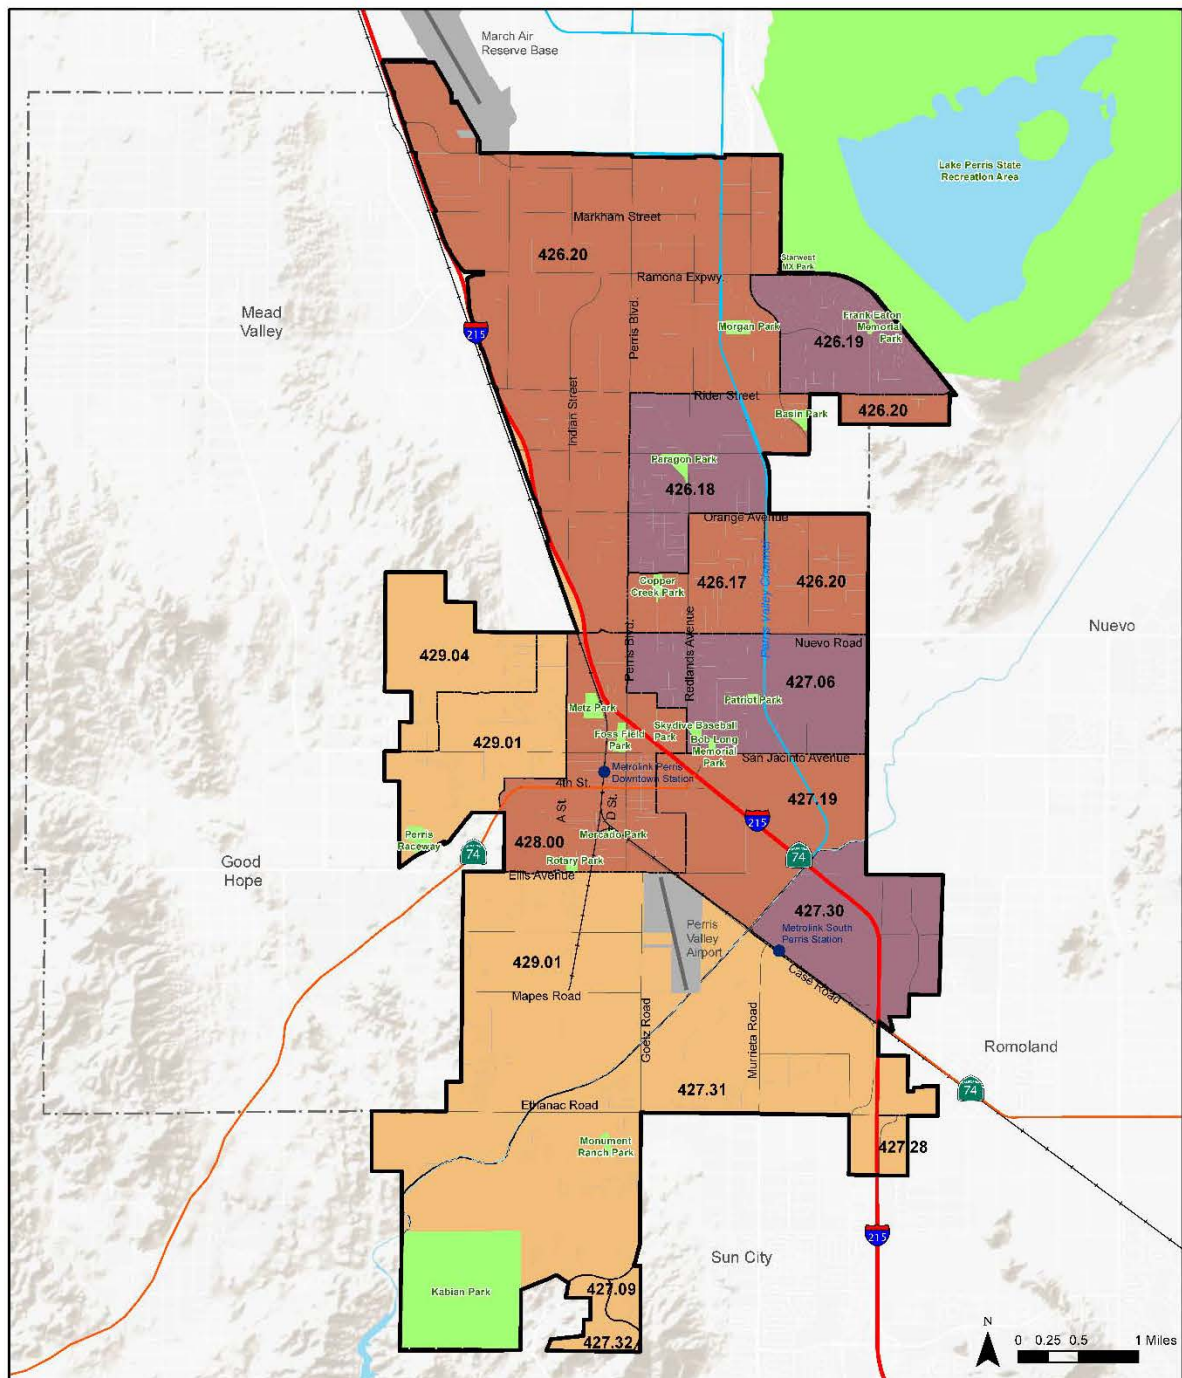 March Air
Reserve Base
Lake Perris State
Recreation Area
Markham Street
426.20
Starwest
MX Park
Ramona Expwy.
Mead
Valley
215
Perris Blvd.
Morgan Park
Frank Eaton
Memorial
Park
426.19
Indian Street
Rider Street
Basin Park
426.20
Paragon Park
426.18
Orange Avenue
Perris Valley Channel
Copper
Creek Park
426.17
426.20
Redlands Avenue
Perris Blvd.
Nuevo
Nuevo Road
429.04
427.06
Patriot Park
Metz Park
Foss Field
Park
Skydive Baseball
Park
Bob Long
Memorial
Park
429.01
San Jacinto Avenue
Metrolink Perris
Downtown Station
4th St.
427.19
A St.
D St.
215
Perris
Raceway
428.00
Mercado Park
74
74
Good
Hope
Rotary Park
Ellis Avenue
427.30
Metrolink South
Perris Station
Perris
Valley
Airport
429.01
Case Road
Mapes Road
Goetz Road
Murrieta Road
Romoland
74
427.31
Ethanac Road
Monument
Ranch Park
427.28
215
Sun City
Kabian Park
427.09
427.32
N
0 0.25 0.5 1 Miles